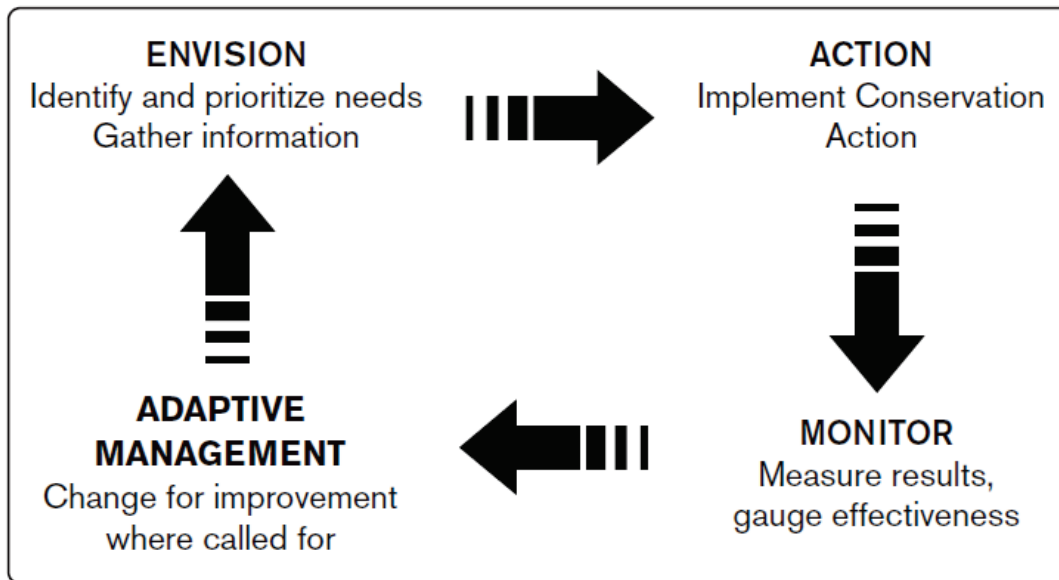 ENVISION
Identify and prioritize needs
Gather information
ACTION
Implement Conservation
Action
MONITOR
Measure results,
gauge effectiveness
ADAPTIVE
MANAGEMENT
Change for improvement
where called for